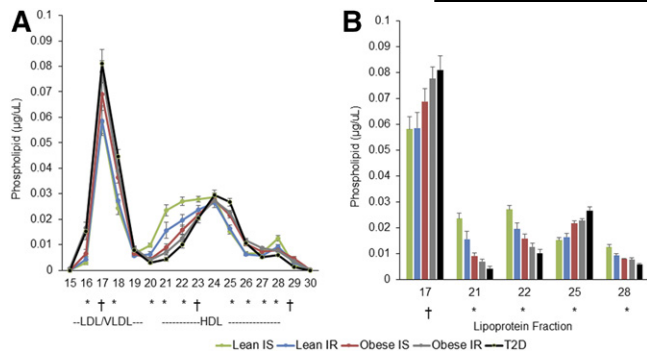 A
0.1
0.09
0.08
0.07
0.06
0.05
0.04
0.03
0.02
0.01
0
Phospholipid (µg/uL)
15 16 17 18 19 20 21 22 23 24 25 26 27 28 29 30
* † * * * * † * * * * †
--LDL/VLDL--- -----------HDL ---------------
B
0.1
0.09
0.08
0.07
0.06
0.05
0.04
0.03
0.02
0.01
0
Phospholipid (µg/uL)
17 21 22 25 28
† * * * *
Lipoprotein Fraction
Lean IS Lean IR Obese IS Obese IR T2D